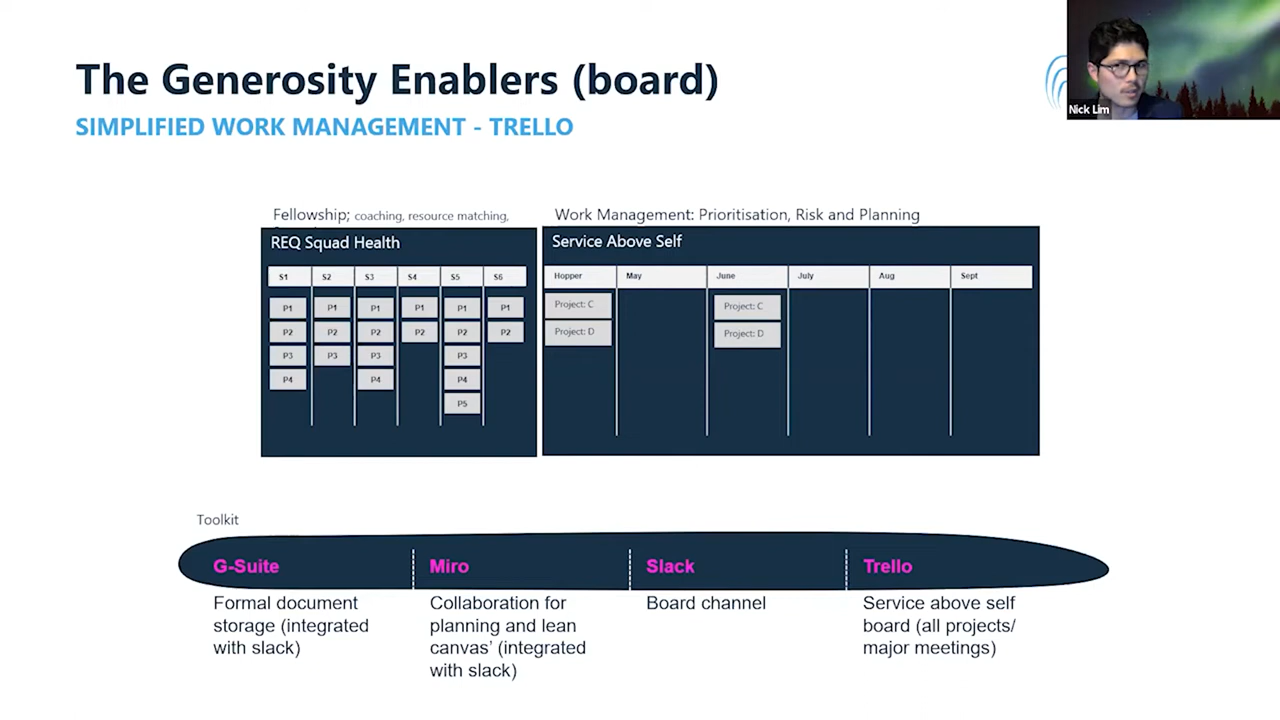 The Generosity Enablers (board)
SIMPLIFIED WORK MANAGEMENT - TRELLO
Nick Lim
Fellowship; coaching, resource matching,
REQ Squad Health
S1 S2 S3 S4 S5 S6
P1 P1 P1 P1 P1 P1
P2 P2 P2 P2 P2 P2
P3 P3 P3 P3
P4 P4 P4
P5
Work Management: Prioritisation, Risk and Planning
Service Above Self
Hopper May June July Aug Sept
Project: C Project: C
Project: D Project: D
Toolkit
G-Suite
Formal document
storage (integrated
with slack)
Miro
Collaboration for
planning and lean
canvas’ (integrated
with slack)
Slack
Board channel
Trello
Service above self
board (all projects/
major meetings)